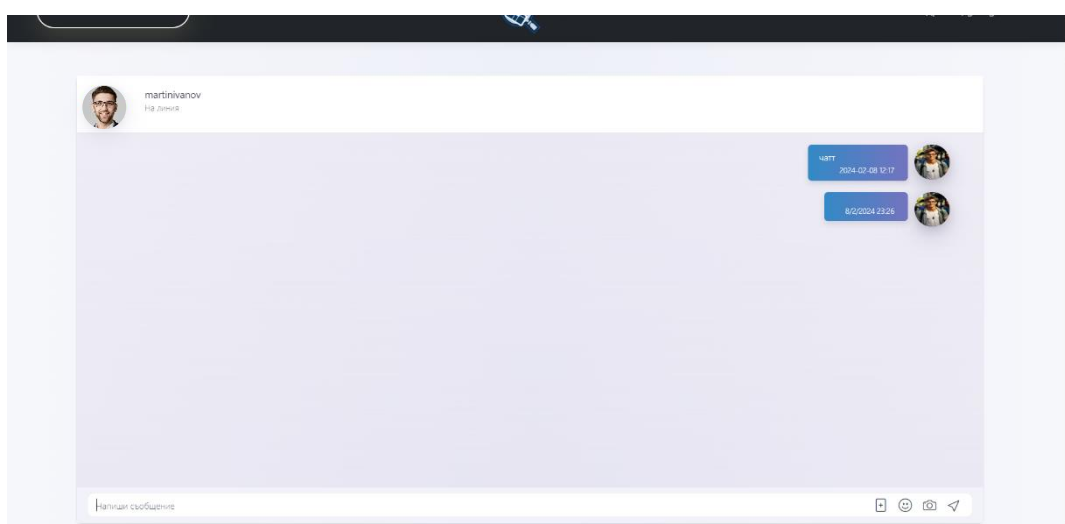 martinivanov
На линия
чатт
2024-02-08 12:17
8/2/2024 23:26
Напиши съобщение